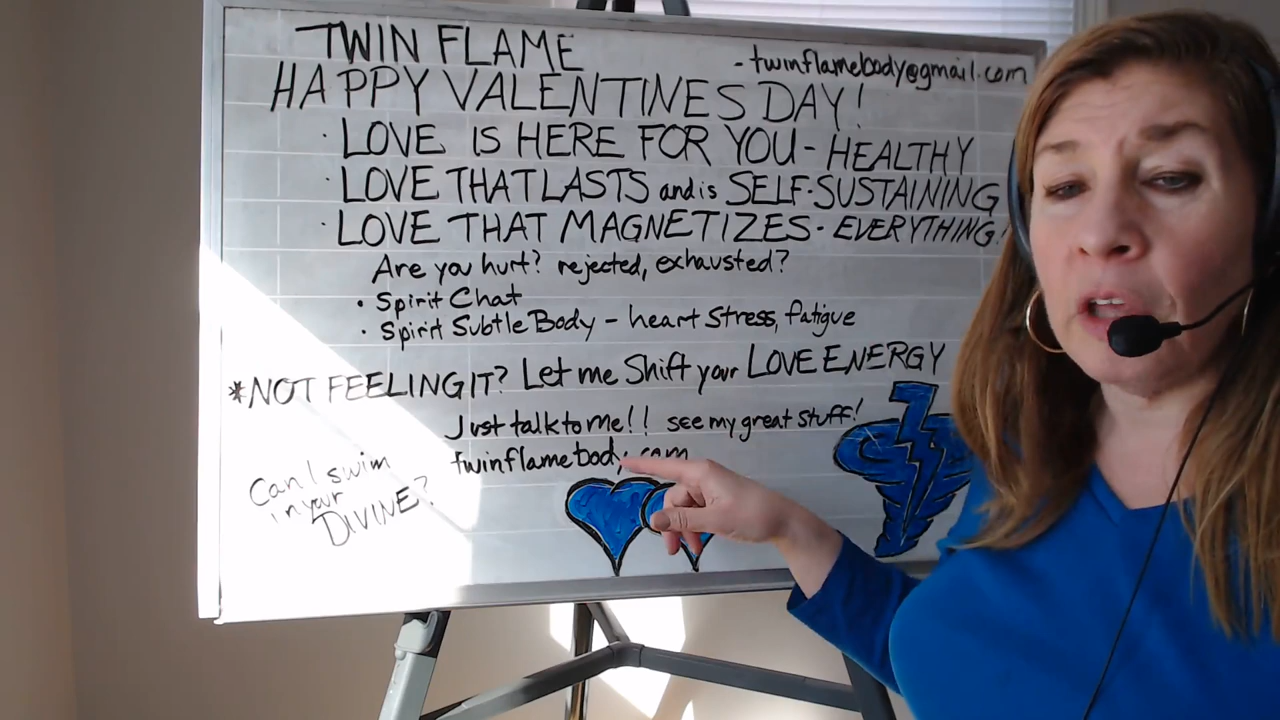 TWIN FLAME
- twinflamebody@gmail.com
HAPPY VALENTINES DAY!
· LOVE IS HERE FOR YOU - HEALTHY
· LOVE THAT LASTS and is SELF-SUSTAINING
· LOVE THAT MAGNETIZES - EVERYTHING!
Are you hurt? rejected, exhausted?
• Spirit Chat
• Spirit Subtle Body - heart Stress, fatigue
*NOT FEELING IT? Let me Shift your LOVE ENERGY
Just talk to me!! see my great stuff!
twinflamebody.com
Can I swim
in your
DIVINE?